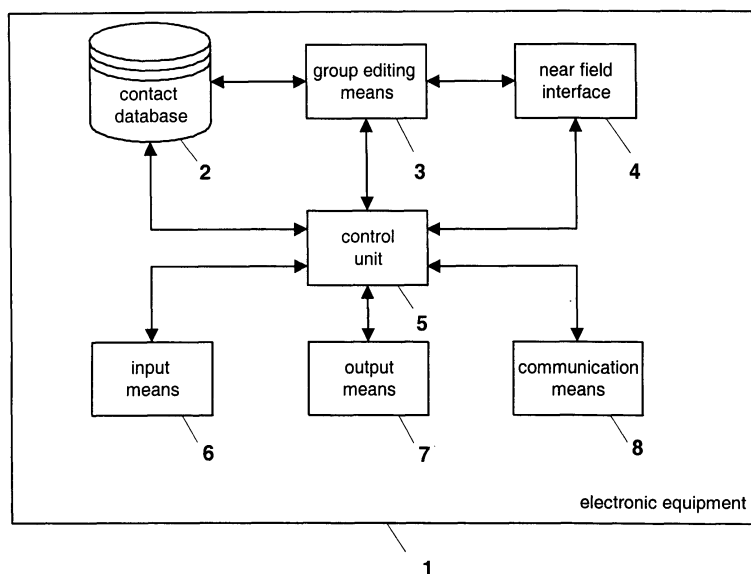 contact
database
2
group editing
means
3
near field
interface
4
control
unit
5
input
means
6
output
means
7
communication
means
8
electronic equipment
1